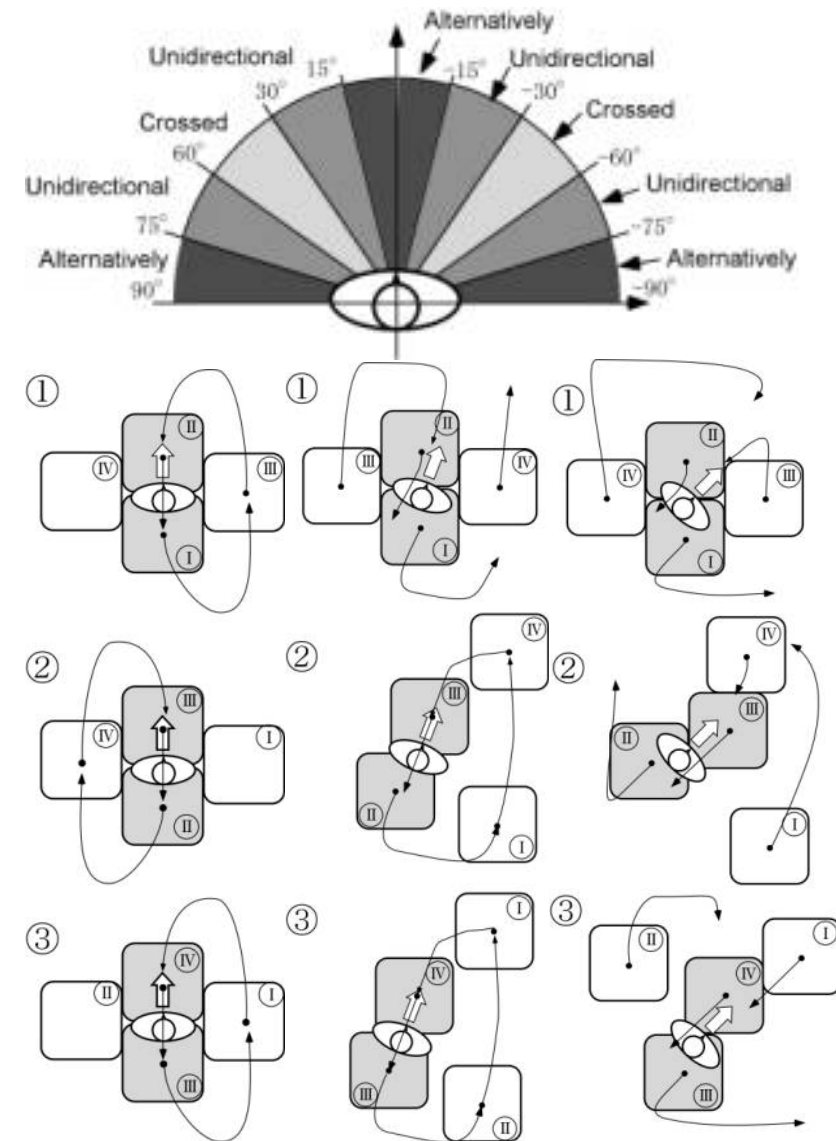 Alternatively
Unidirectional 15° -15° Unidirectional
30° -30°
Crossed Crossed
60° -60°
Unidirectional Unidirectional
75° -75°
Alternatively Alternatively
90° -90°
① ① ①
II II II
IV III III IV IV III
I I I
② ② ②
III IV IV
IV I III III
II II II
I I
③ ③ ③
IV I I
II I IV II IV
III III II III